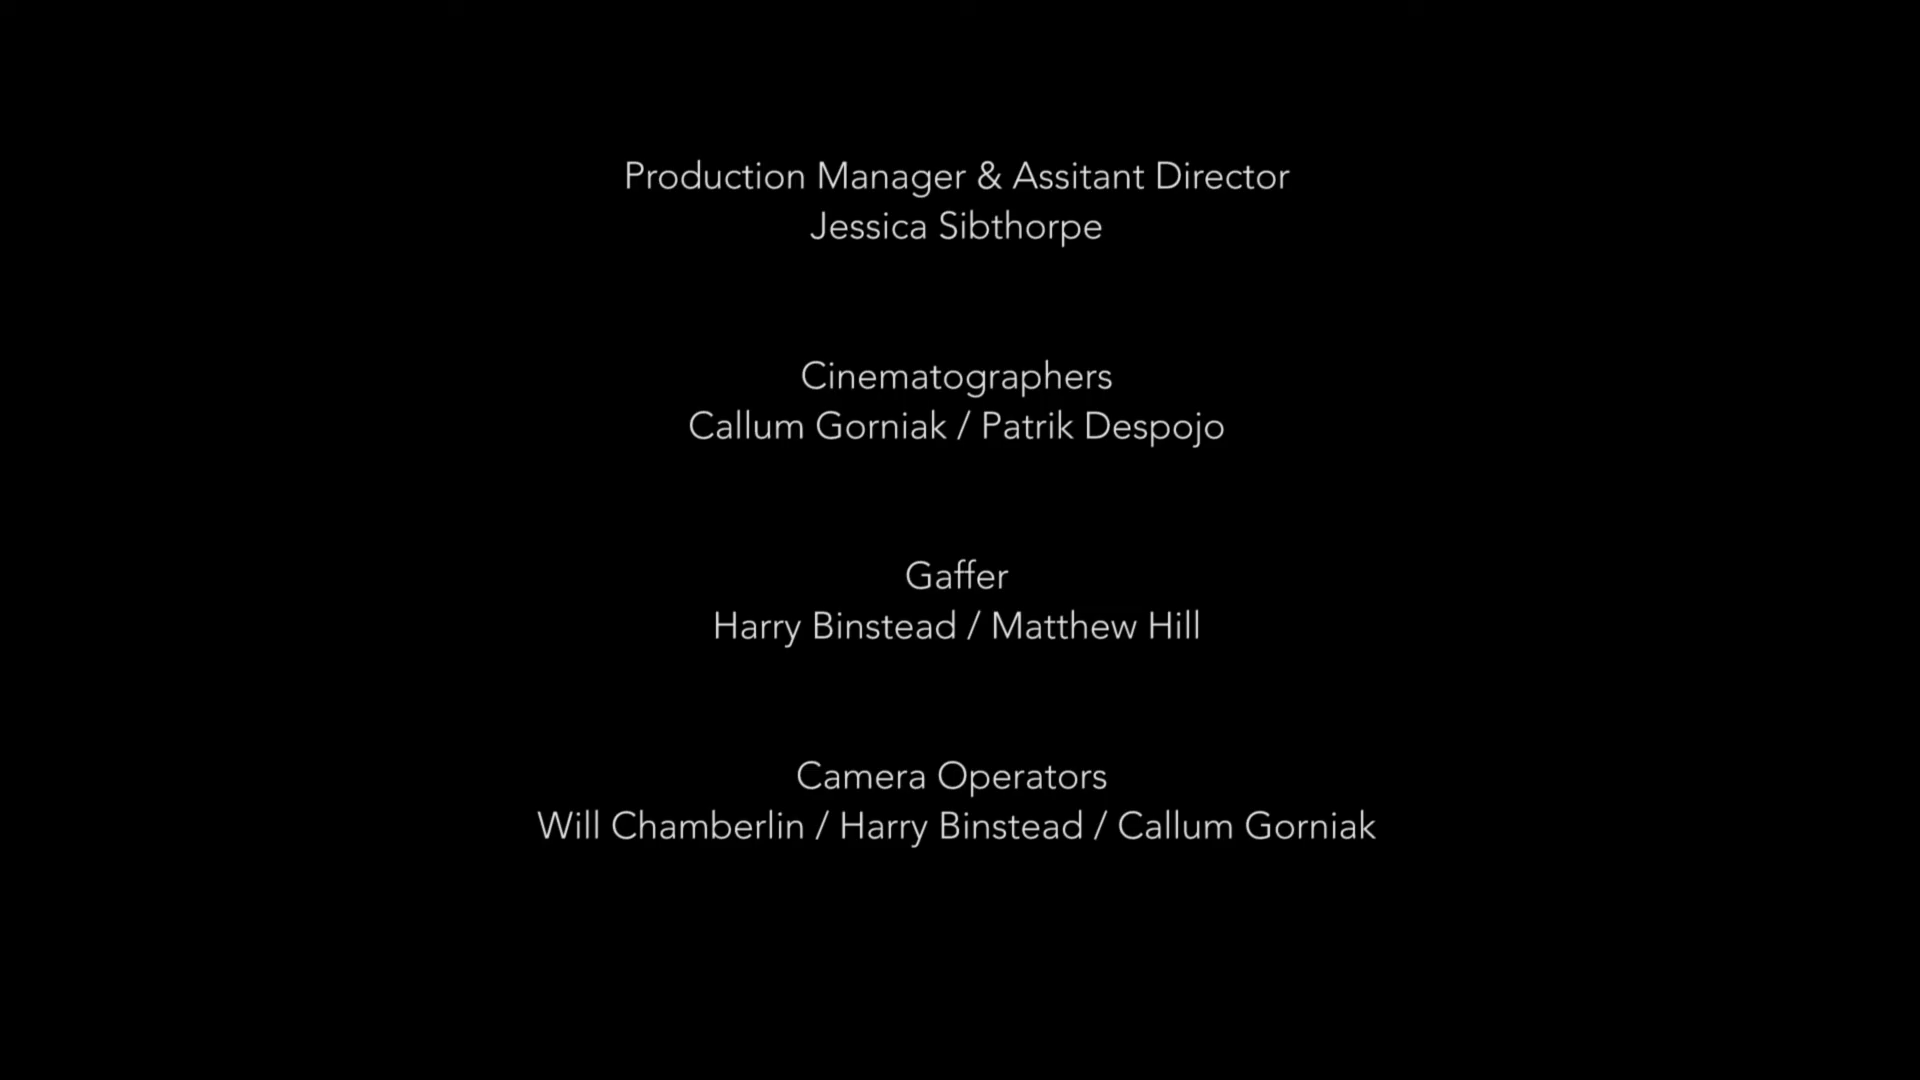 Production Manager & Assitant Director
Jessica Sibthorpe
Cinematographers
Callum Gorniak / Patrik Despojo
Gaffer
Harry Binstead / Matthew Hill
Camera Operators
Will Chamberlin / Harry Binstead / Callum Gorniak